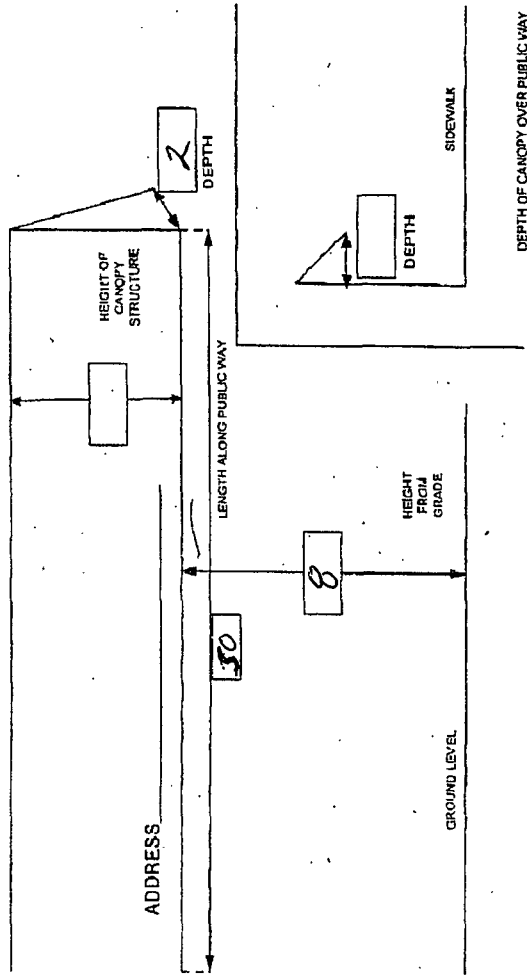 HEIGHT OF
CANOPY
STRUCTURE
2
DEPTH
ADDRESS
LENGTH ALONG PUBLIC WAY
30
8
HEIGHT
FROM
GRADE
GROUND LEVEL
DEPTH
SIDEWALK
DEPTH OF CANOPY OVER PUBLIC WAY